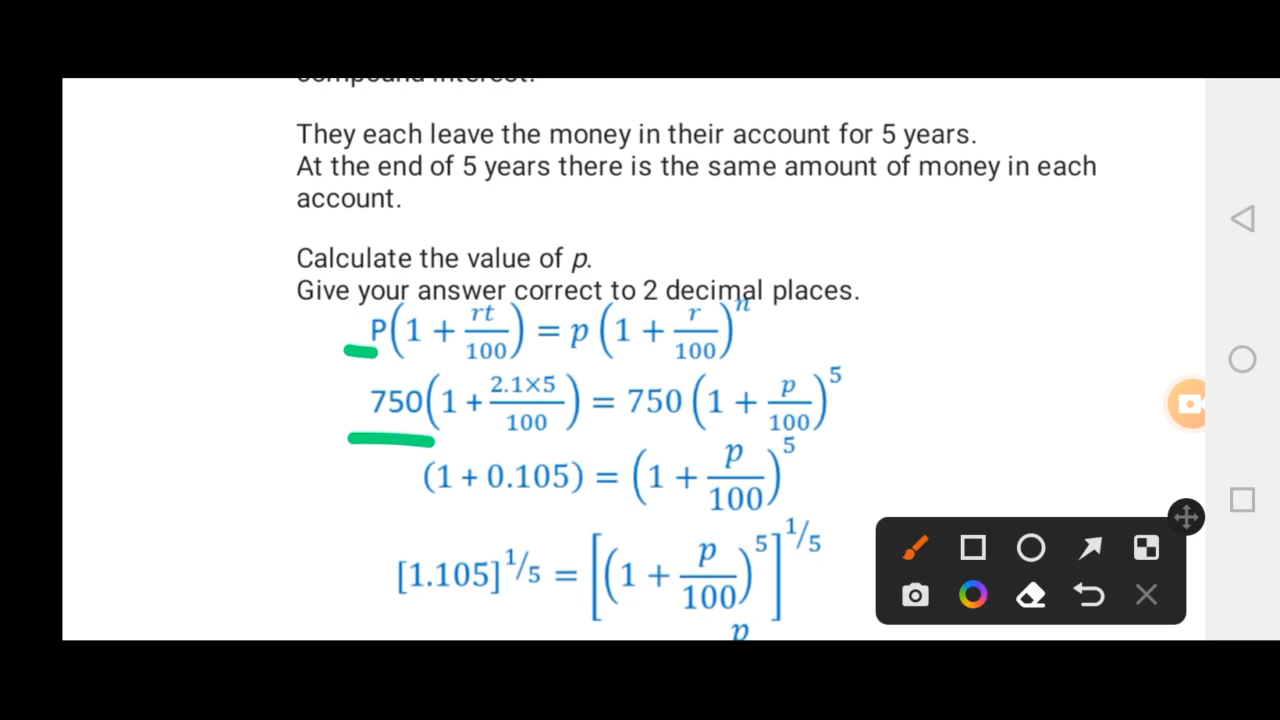 compound interest.
They each leave the money in their account for 5 years.
At the end of 5 years there is the same amount of money in each
account.
Calculate the value of p.
Give your answer correct to 2 decimal places.
P(1 + rt/100) = p(1 + r/100)^n
750(1 + 2.1×5/100) = 750(1 + p/100)^5
(1 + 0.105) = (1 + p/100)^5
[1.105]^1/5 = [(1 + p/100)^5]^1/5
p